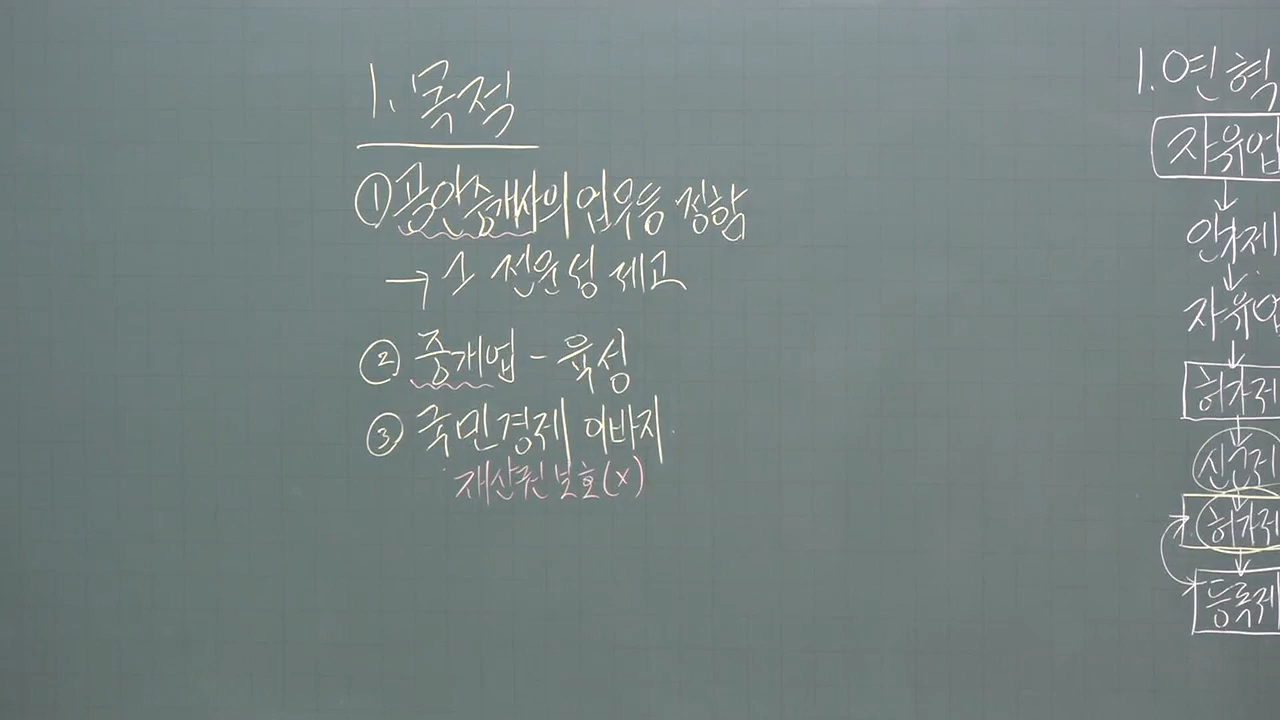 1. 목적
① 공인중개사의 업무등 정함
→ 그 전문성 제고
② 중개업 - 육성
③ 국민경제 이바지
재산권 보호(x)
1. 연혁
자유업
인가제
자유업
허가제
신고제
허가제
등록제